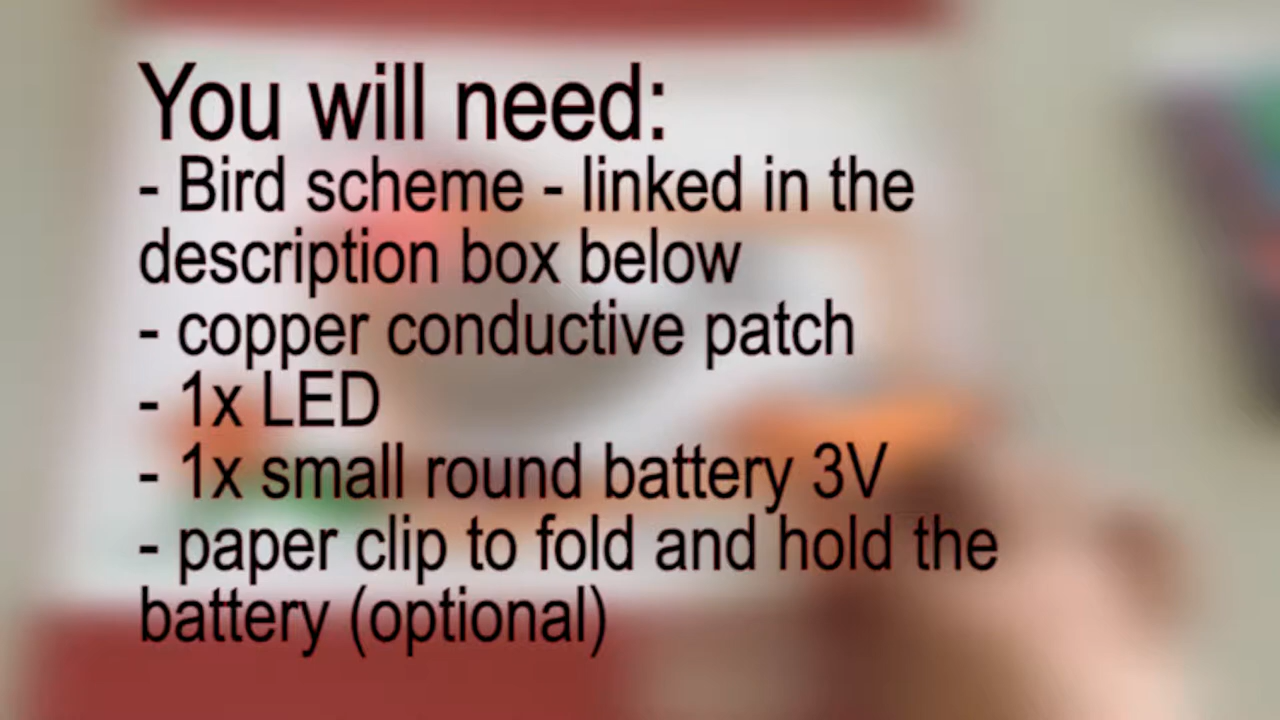 You will need:
- Bird scheme - linked in the
description box below
- copper conductive patch
- 1x LED
- 1x small round battery 3V
- paper clip to fold and hold the
battery (optional)